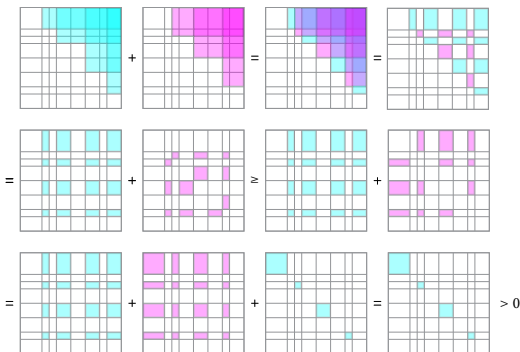 + = =
= + ≥ +
= + + = > 0